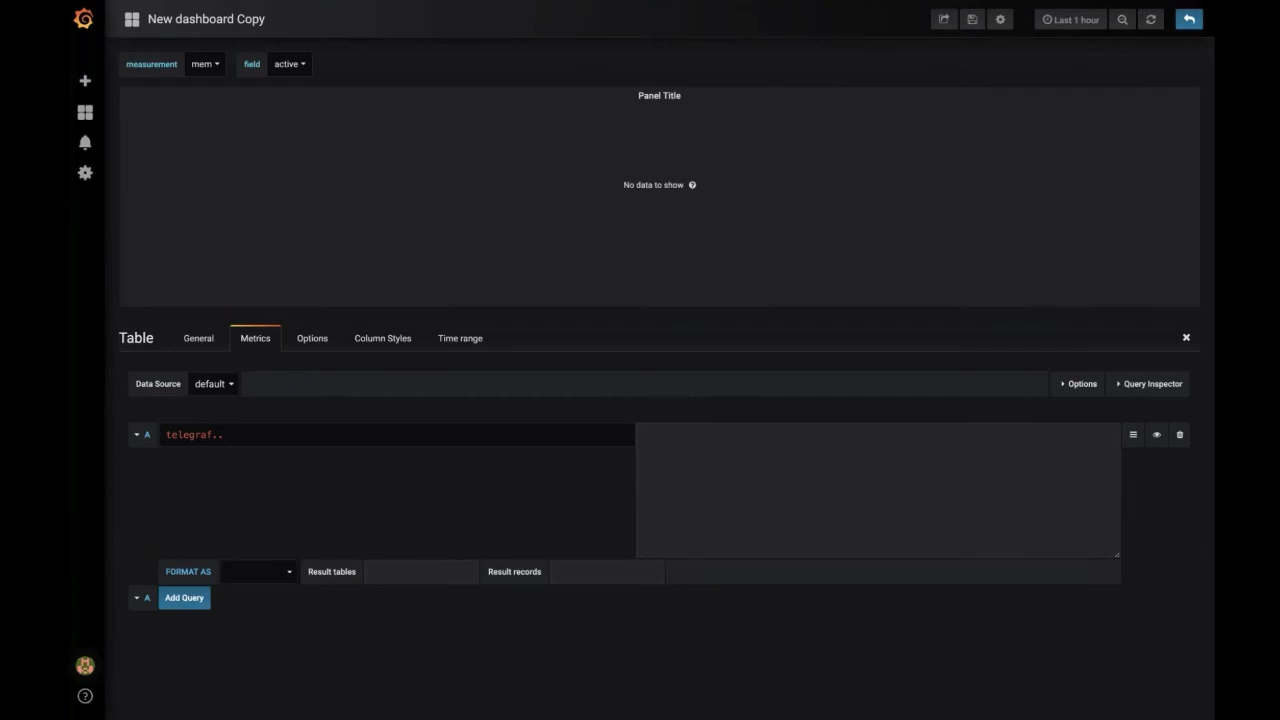 New dashboard Copy
Last 1 hour
measurement mem field active
Panel Title
No data to show
Table General Metrics Options Column Styles Time range
Data Source default Options Query Inspector
A telegraf..
FORMAT AS Result tables Result records
A Add Query